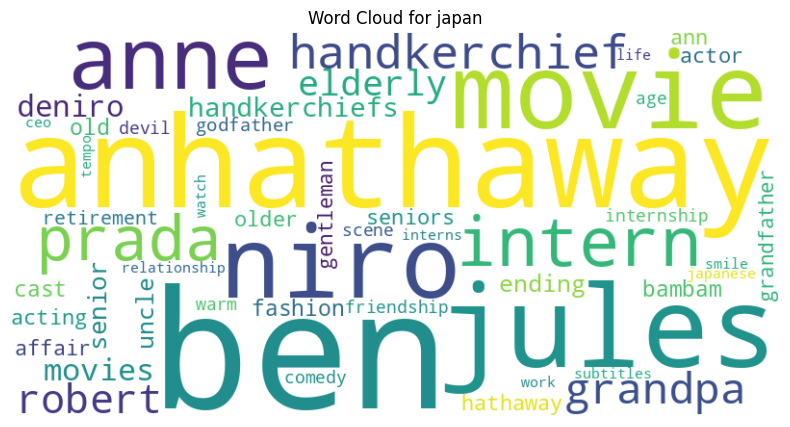 Word Cloud for japan
anne
handkerchief
life
ann
actor
movie
elderly
age
deniro
handkerchiefs
ceo
old
devil
godfather
tempo
anhathaway
watch
gentleman
grandfather
retirement
older
seniors
internship
prada
niro
scene
interns
intern
senior
uncle
relationship
smile
japanese
cast
warm
fashion
friendship
ending
bambam
acting
ben
jules
affair
movies
comedy
subtitles
work
robert
hathaway
grandpa